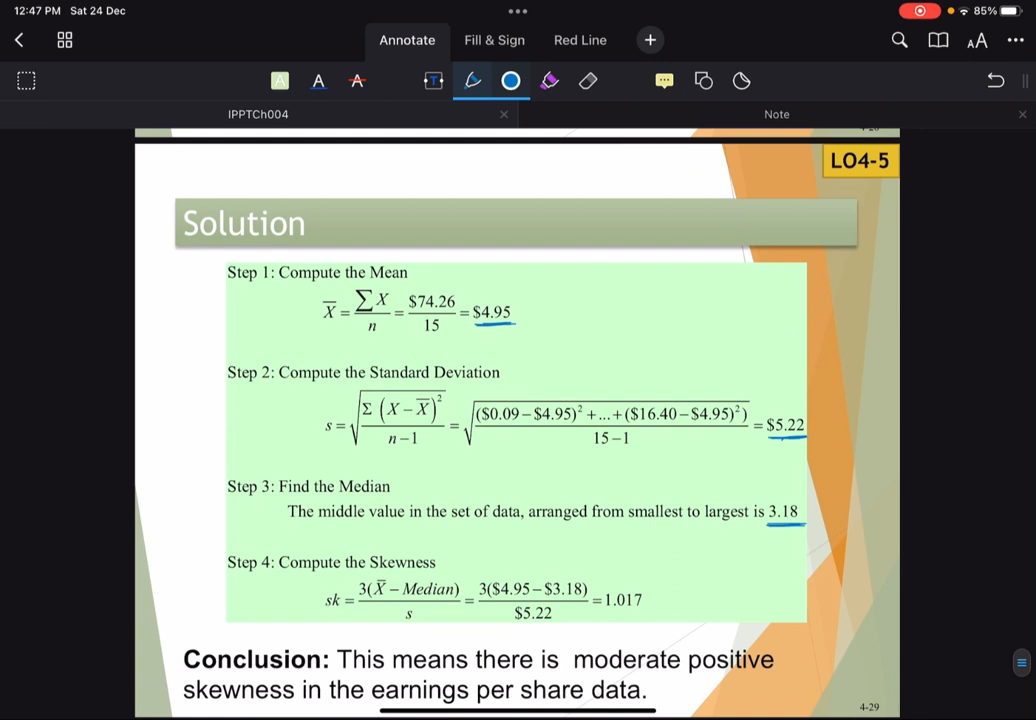 12:47 PM Sat 24 Dec
85%
Annotate Fill & Sign Red Line
AA
A A A T
IPPTCh004 Note
LO4-5
Solution
Step 1: Compute the Mean
X̅ = ∑X / n = $74.26 / 15 = $4.95
Step 2: Compute the Standard Deviation
s = √(Σ (X − X̅)² / n − 1) = √(($0.09 − $4.95)² + ... + ($16.40 − $4.95)²) / 15 − 1) = $5.22
Step 3: Find the Median
The middle value in the set of data, arranged from smallest to largest is 3.18
Step 4: Compute the Skewness
sk = 3(X̅ − Median) / s = 3($4.95 − $3.18) / $5.22 = 1.017
Conclusion: This means there is moderate positive
skewness in the earnings per share data.
4-29